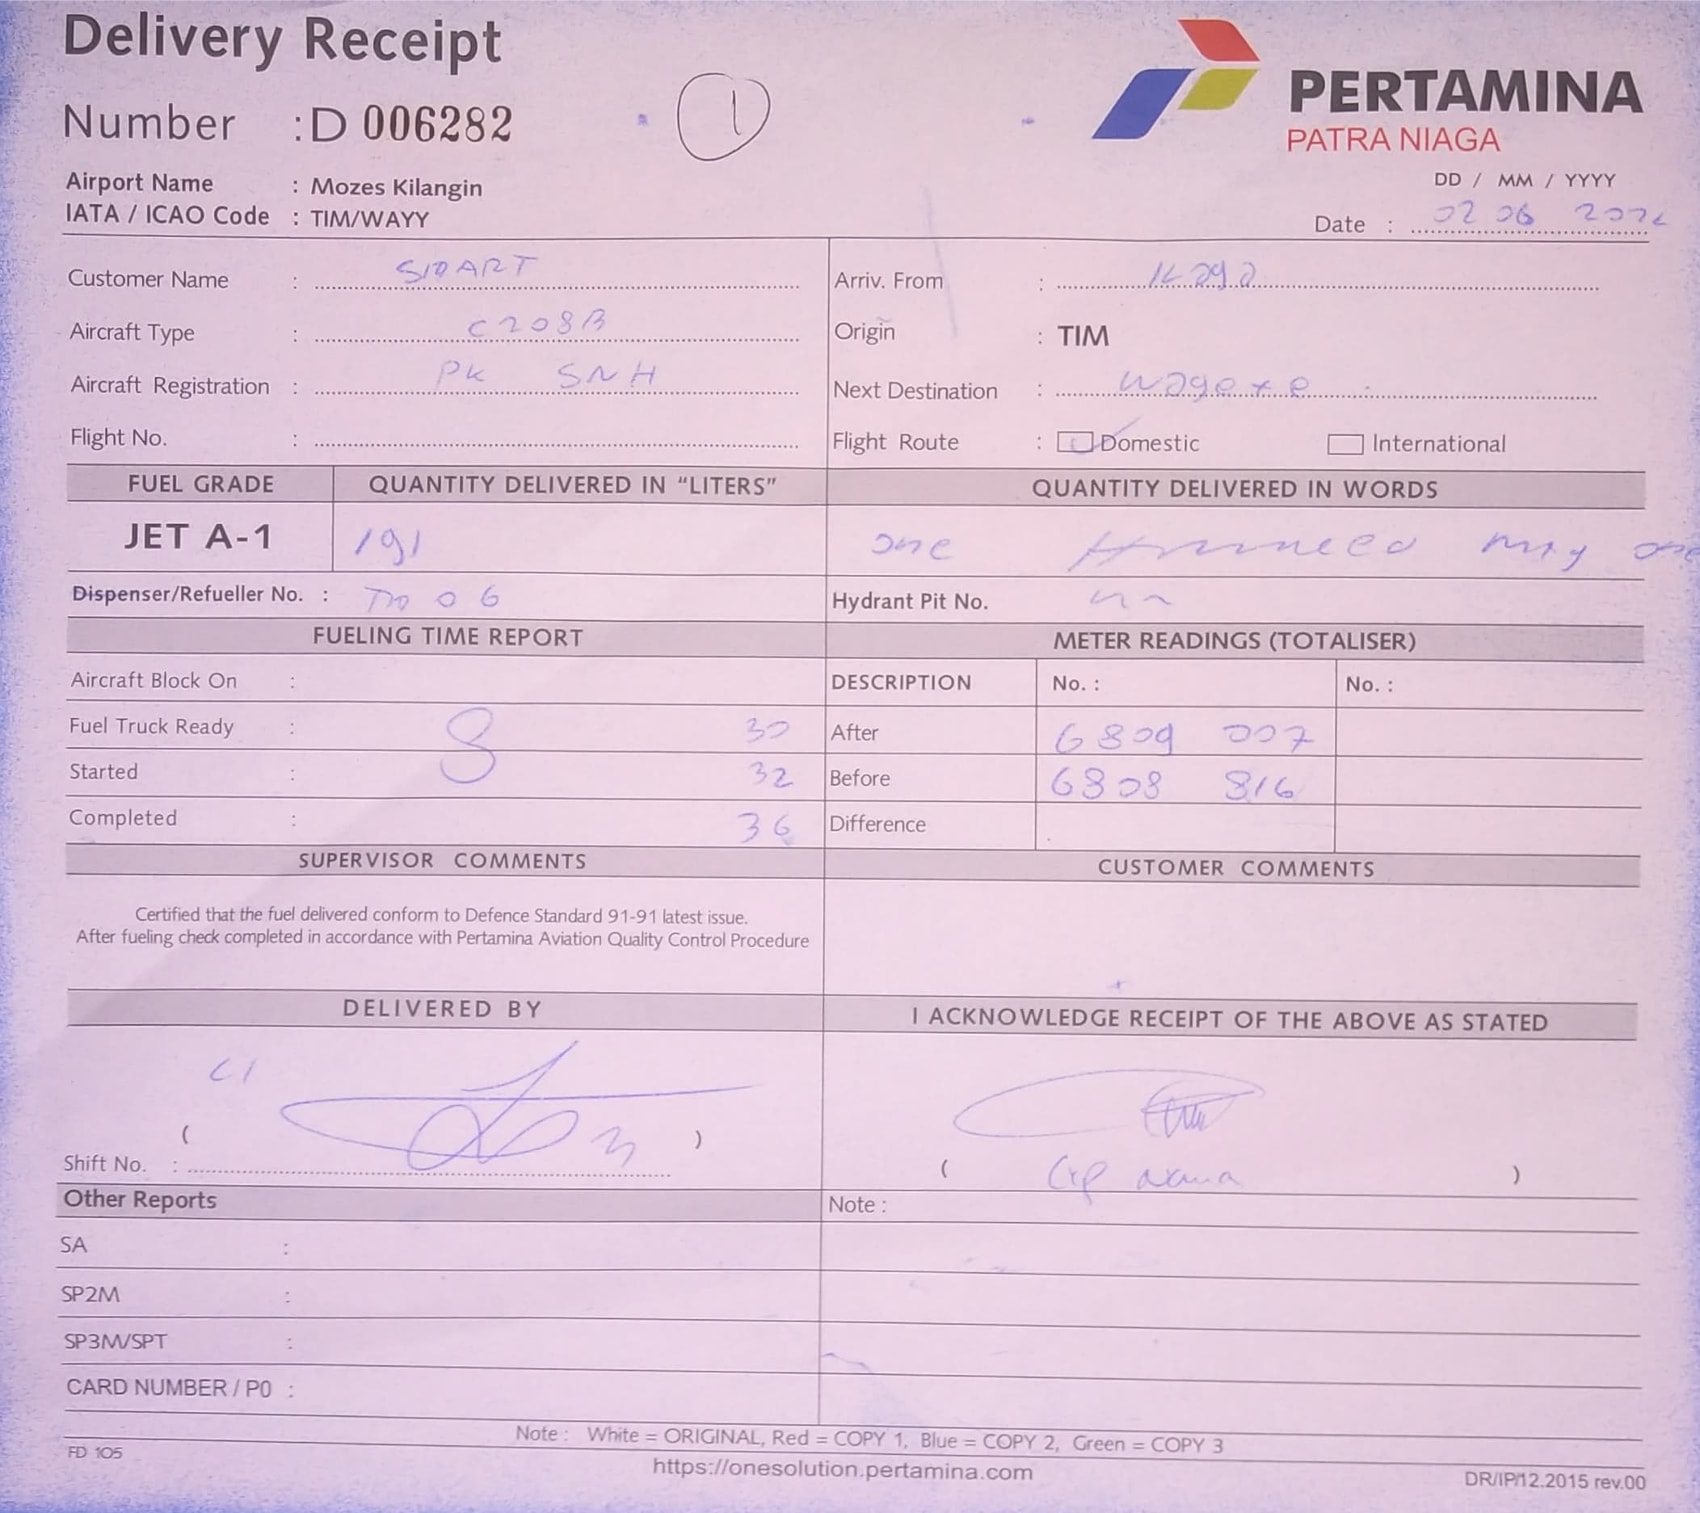 Delivery Receipt
PERTAMINA
PATRA NIAGA
Number : D 006282
1
Airport Name : Mozes Kilangin
IATA / ICAO Code : TIM/WAYY
DD / MM / YYYY
Date : 02 06
Customer Name :
Arriv. From : Ilaga
Aircraft Type : C208B
Origin : TIM
Aircraft Registration : PK SNH
Next Destination :
Flight No. :
Flight Route : Domestic International
FUEL GRADE QUANTITY DELIVERED IN “LITERS” QUANTITY DELIVERED IN WORDS
JET A-1 191 one one
Dispenser/Refueller No. : 06
Hydrant Pit No.
FUELING TIME REPORT
METER READINGS (TOTALISER)
Aircraft Block On :
DESCRIPTION No. : No. :
Fuel Truck Ready : 8 30
After 6809 007
Started : 32
Before 6808 816
Completed : 36
Difference
SUPERVISOR COMMENTS
CUSTOMER COMMENTS
Certified that the fuel delivered conform to Defence Standard 91-91 latest issue.
After fueling check completed in accordance with Pertamina Aviation Quality Control Procedure
DELIVERED BY
I ACKNOWLEDGE RECEIPT OF THE ABOVE AS STATED
( )
Shift No. :
( )
Other Reports
Note :
SA :
SP2M :
SP3M/SPT :
CARD NUMBER / P0 :
Note : White = ORIGINAL, Red = COPY 1, Blue = COPY 2, Green = COPY 3
FD 105
https://onesolution.pertamina.com
DR/IP/12.2015 rev.00